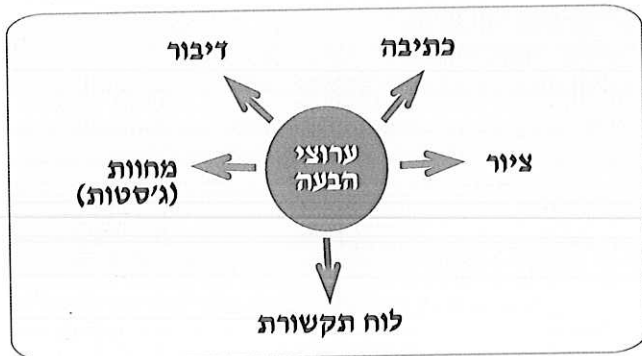 כתיבה
דיבור
ערוצי
הבעה
ציור
מחוות
(ג'סטות)
לוח תקשורת